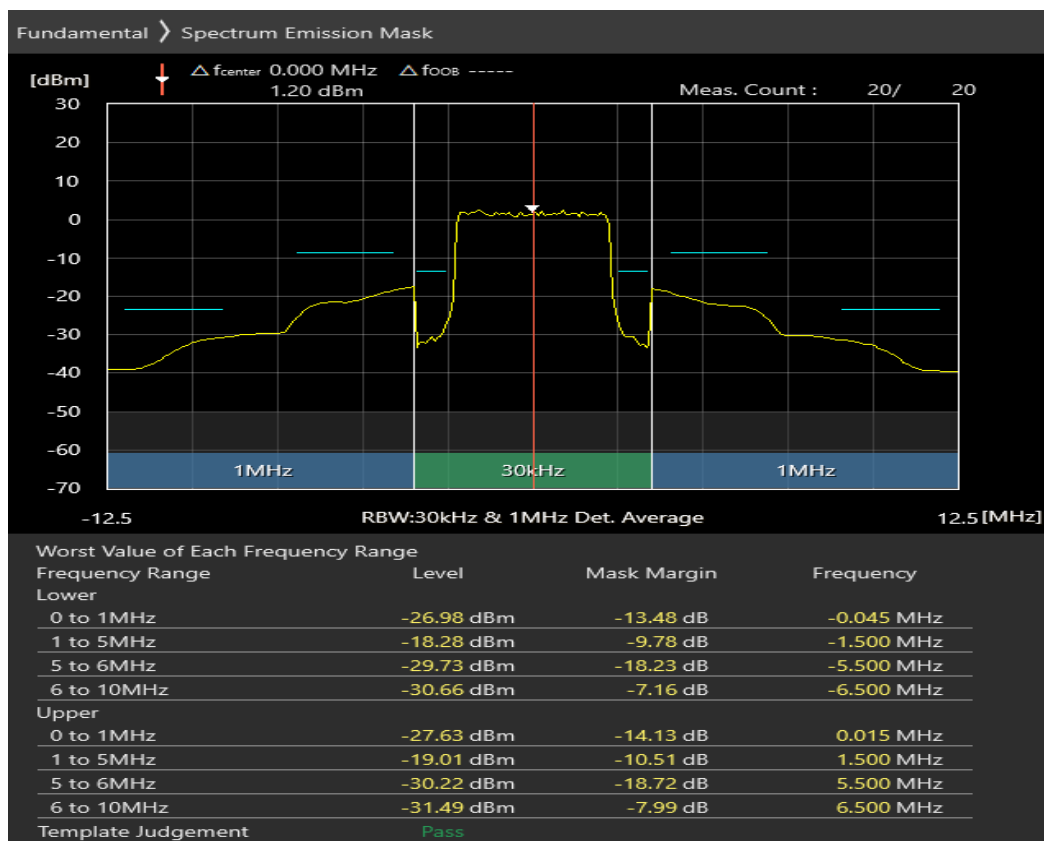 Fundamental ❯ Spectrum Emission Mask
[dBm] △ fcenter 0.000 MHz △ fOOB -----
1.20 dBm Meas. Count : 20/ 20
30
20
10
0
-10
-20
-30
-40
-50
-60
1MHz 30kHz 1MHz
-70
-12.5 RBW:30kHz & 1MHz Det. Average 12.5 [MHz]
Worst Value of Each Frequency Range
Frequency Range Level Mask Margin Frequency
Lower
0 to 1MHz -26.98 dBm -13.48 dB -0.045 MHz
1 to 5MHz -18.28 dBm -9.78 dB -1.500 MHz
5 to 6MHz -29.73 dBm -18.23 dB -5.500 MHz
6 to 10MHz -30.66 dBm -7.16 dB -6.500 MHz
Upper
0 to 1MHz -27.63 dBm -14.13 dB 0.015 MHz
1 to 5MHz -19.01 dBm -10.51 dB 1.500 MHz
5 to 6MHz -30.22 dBm -18.72 dB 5.500 MHz
6 to 10MHz -31.49 dBm -7.99 dB 6.500 MHz
Template Judgement Pass